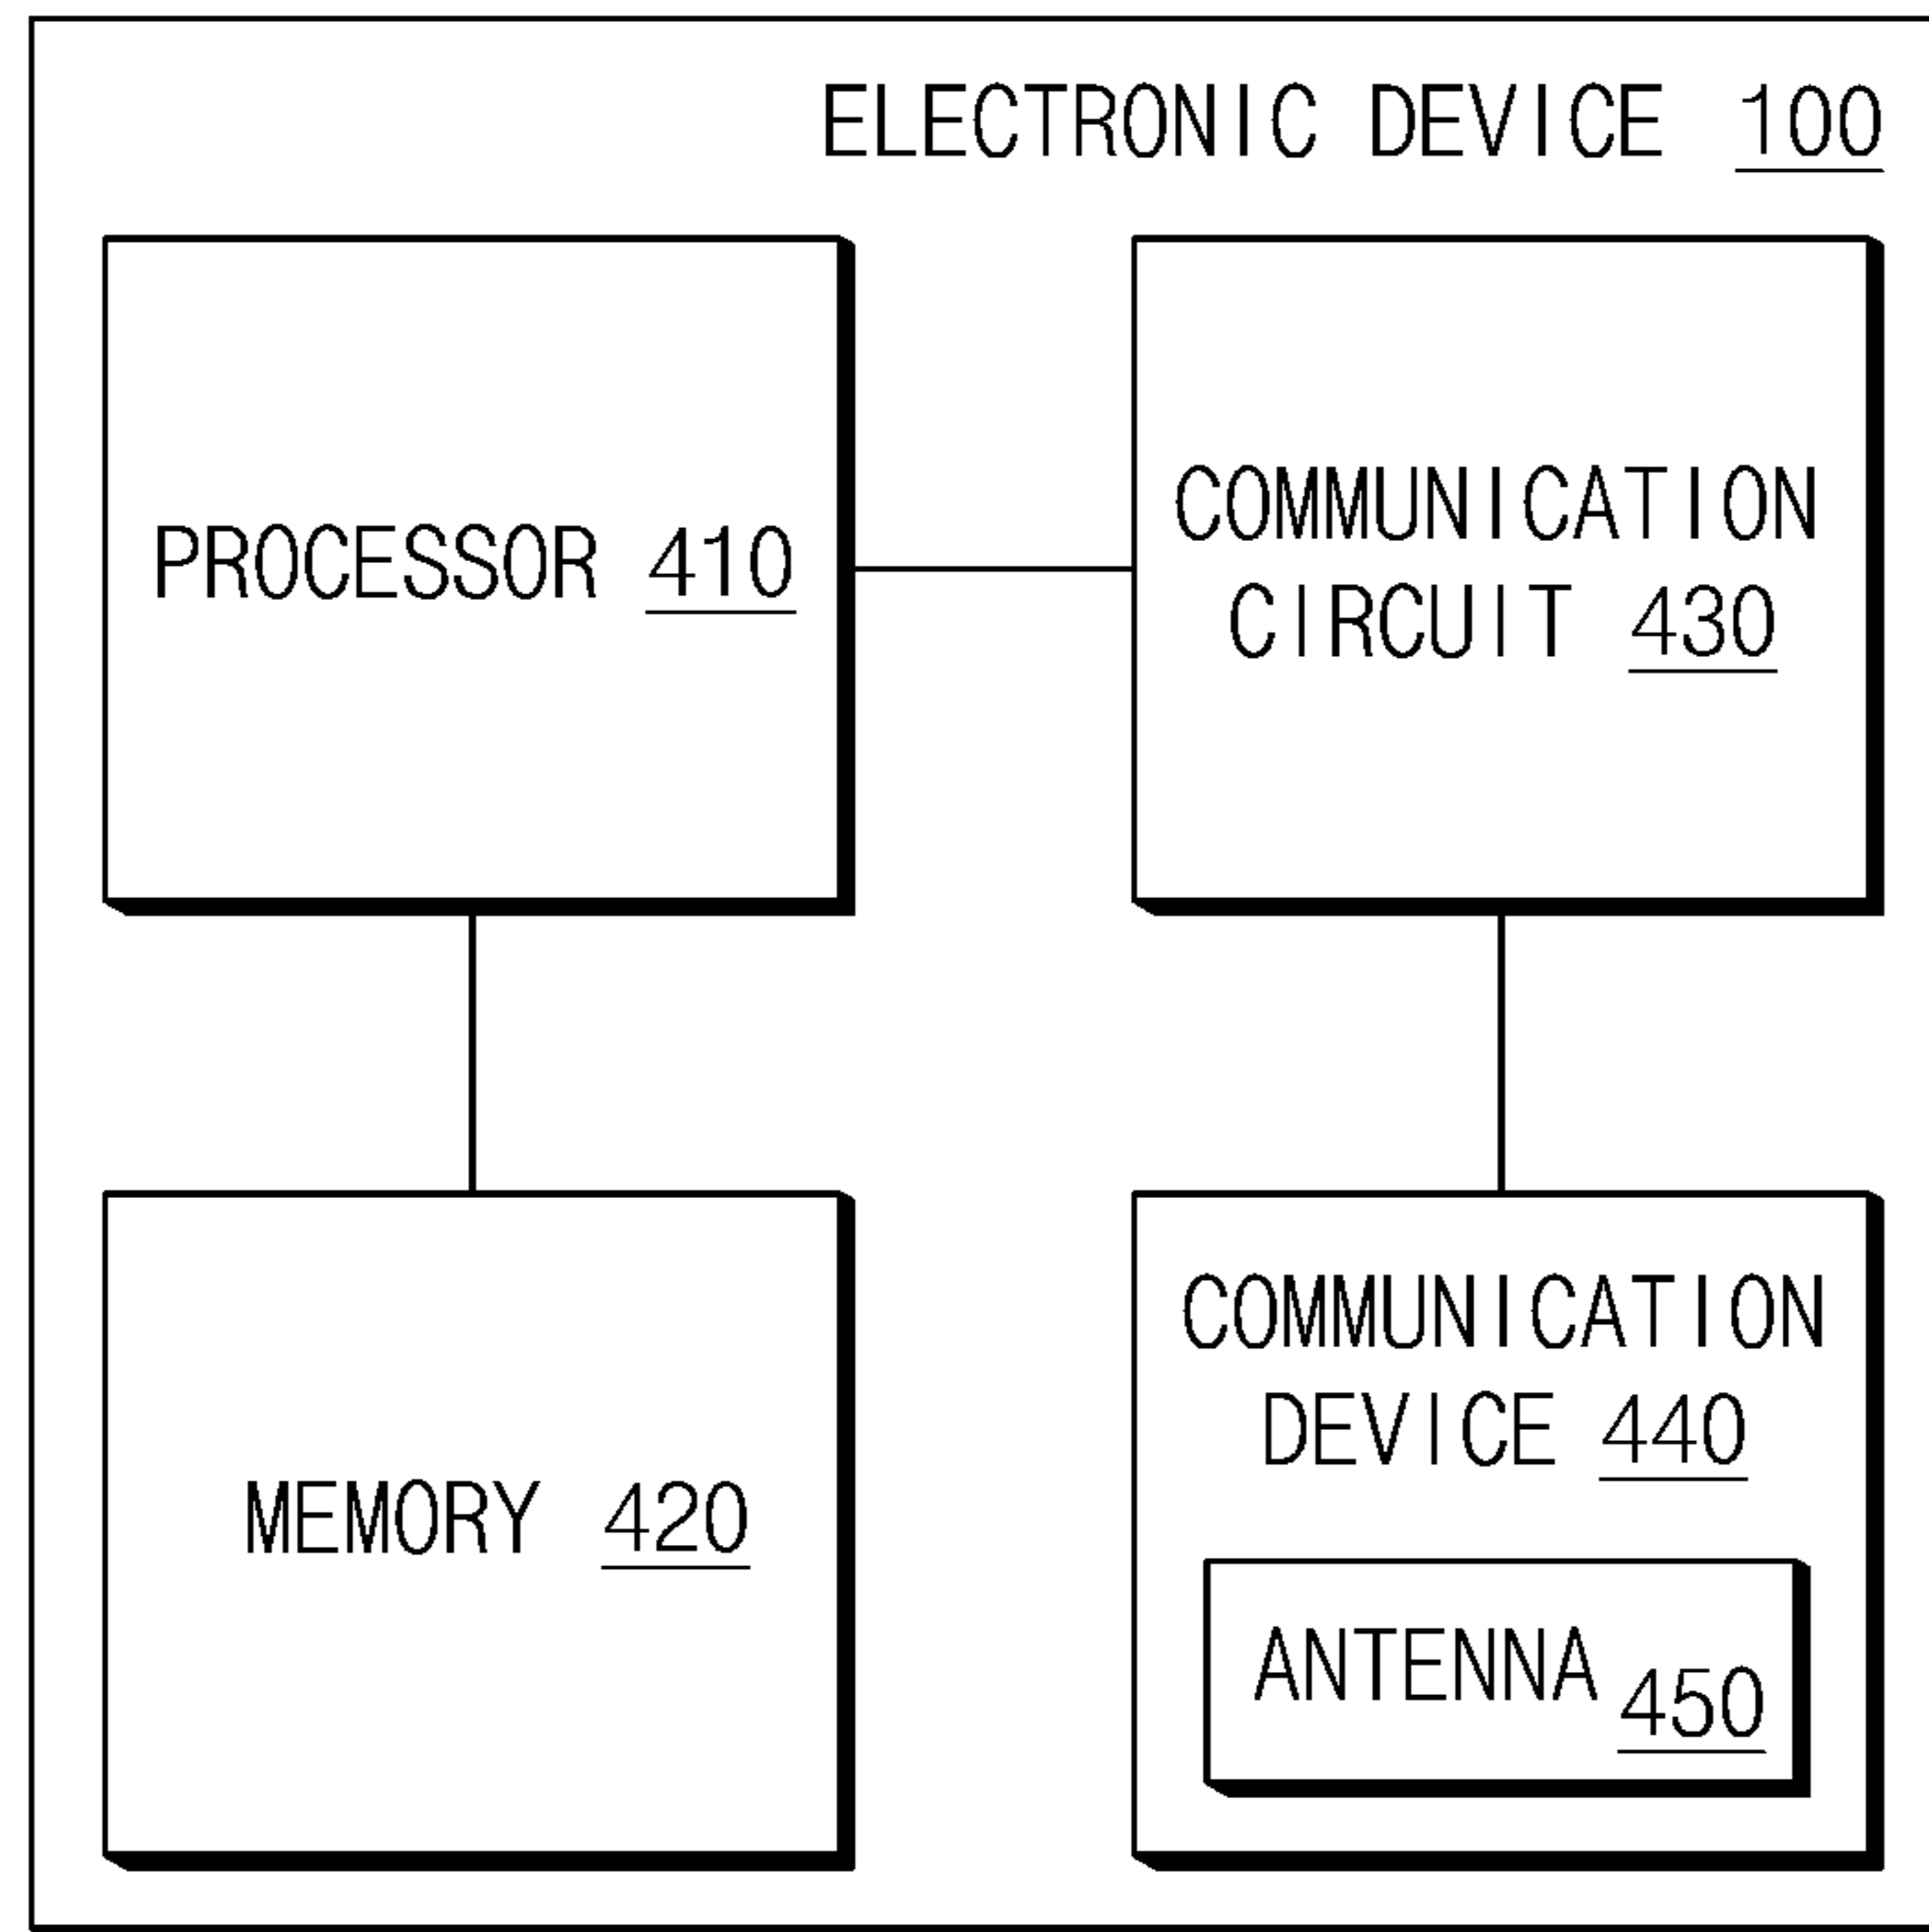 ELECTRONIC DEVICE 100
PROCESSOR 410
COMMUNICATION
CIRCUIT 430
MEMORY 420
COMMUNICATION
DEVICE 440
ANTENNA 450